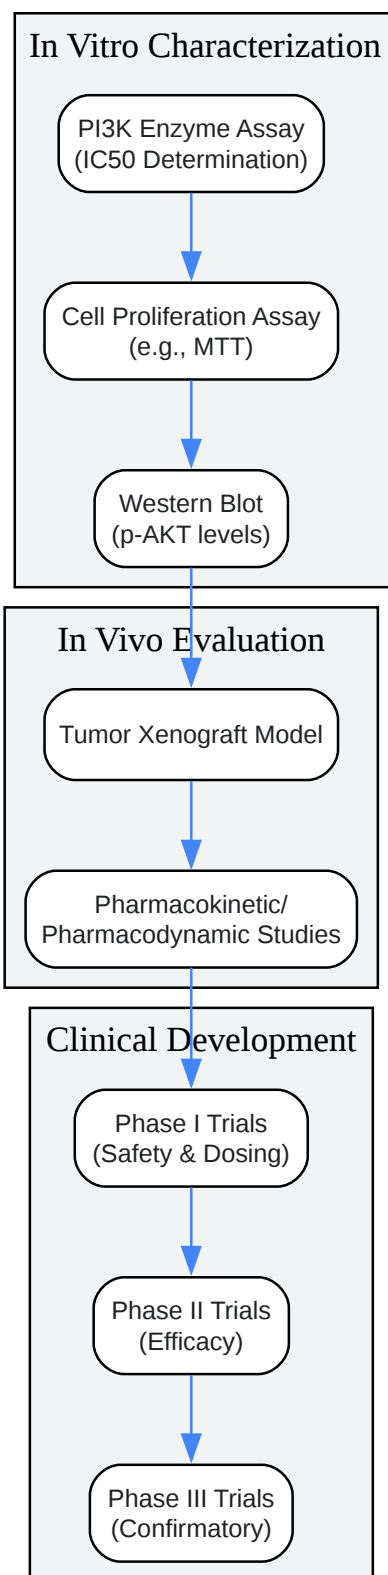 In Vitro Characterization
PI3K Enzyme Assay
(IC50 Determination)
Cell Proliferation Assay
(e.g., MTT)
Western Blot
(p-AKT levels)
In Vivo Evaluation
Tumor Xenograft Model
Pharmacokinetic/
Pharmacodynamic Studies
Clinical Development
Phase I Trials
(Safety & Dosing)
Phase II Trials
(Efficacy)
Phase III Trials
(Confirmatory)